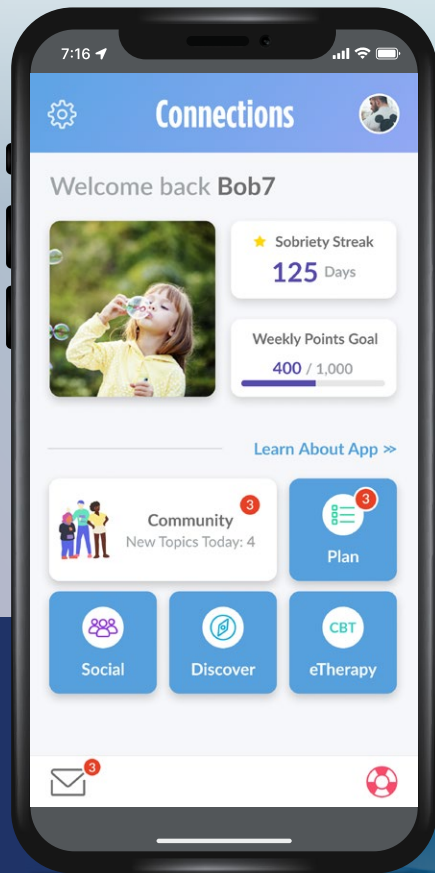 7:16
Connections
Welcome back Bob7
Sobriety Streak
125 Days
Weekly Points Goal
400 / 1,000
Learn About App >>
3
Community
New Topics Today: 4
3
Plan
Social
Discover
CBT
eTherapy
3